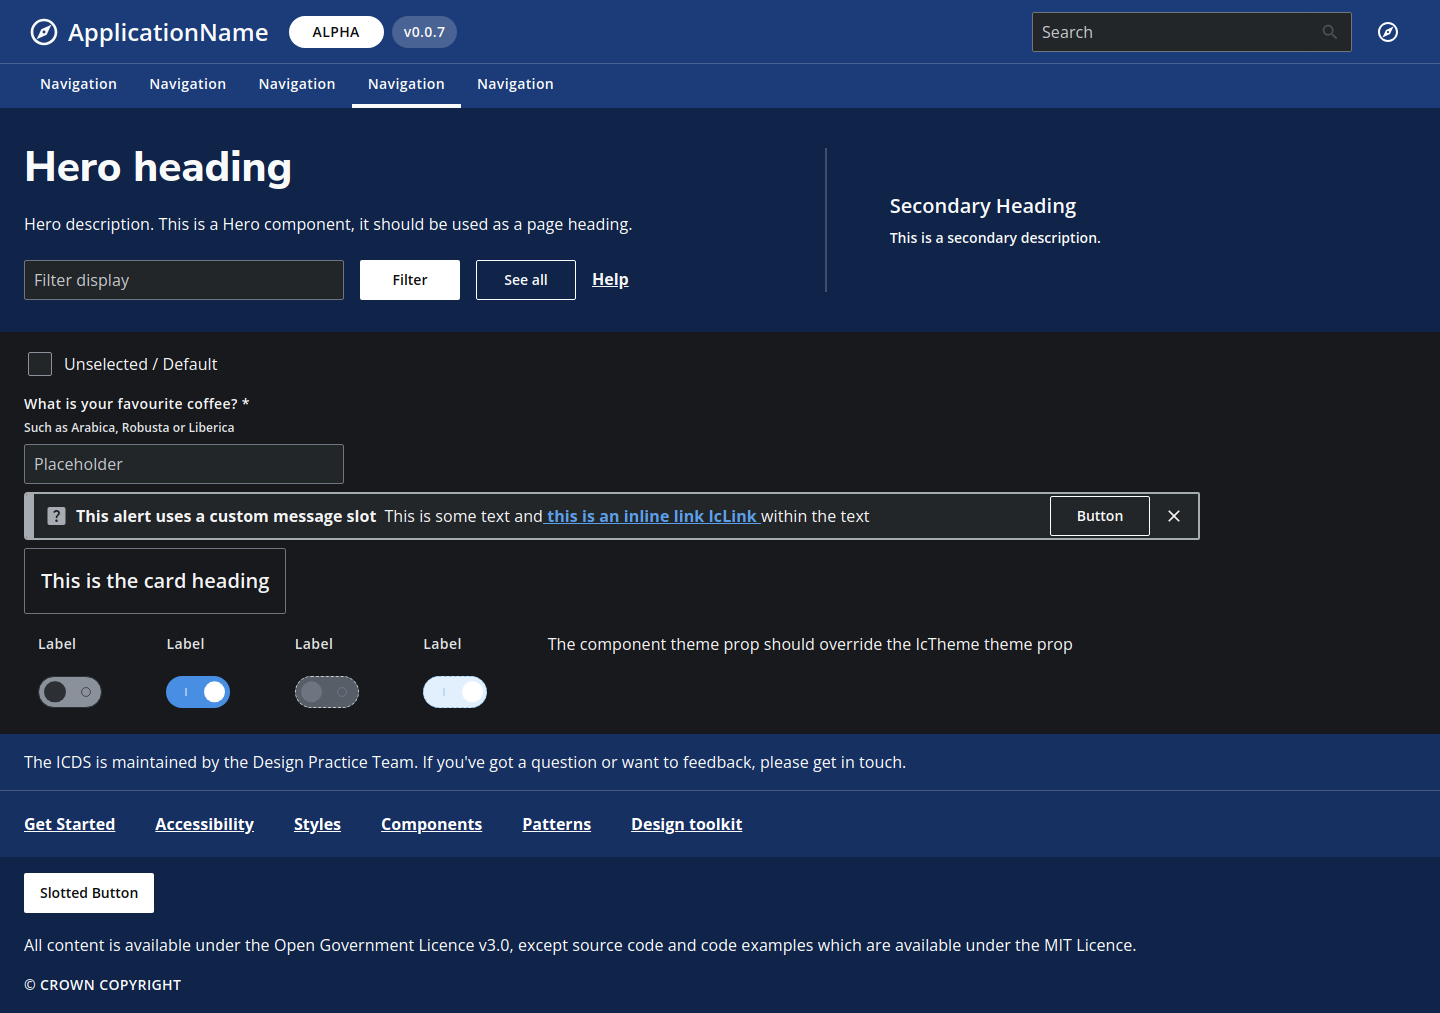 ApplicationName ALPHA v0.0.7 Search
Navigation Navigation Navigation Navigation Navigation
Hero heading
Hero description. This is a Hero component, it should be used as a page heading.
Filter display Filter See all Help
Secondary Heading
This is a secondary description.
Unselected / Default
What is your favourite coffee? *
Such as Arabica, Robusta or Liberica
Placeholder
? This alert uses a custom message slot This is some text and this is an inline link IcLink within the text Button
This is the card heading
Label Label Label Label The component theme prop should override the IcTheme theme prop
The ICDS is maintained by the Design Practice Team. If you've got a question or want to feedback, please get in touch.
Get Started Accessibility Styles Components Patterns Design toolkit
Slotted Button
All content is available under the Open Government Licence v3.0, except source code and code examples which are available under the MIT Licence.
© CROWN COPYRIGHT